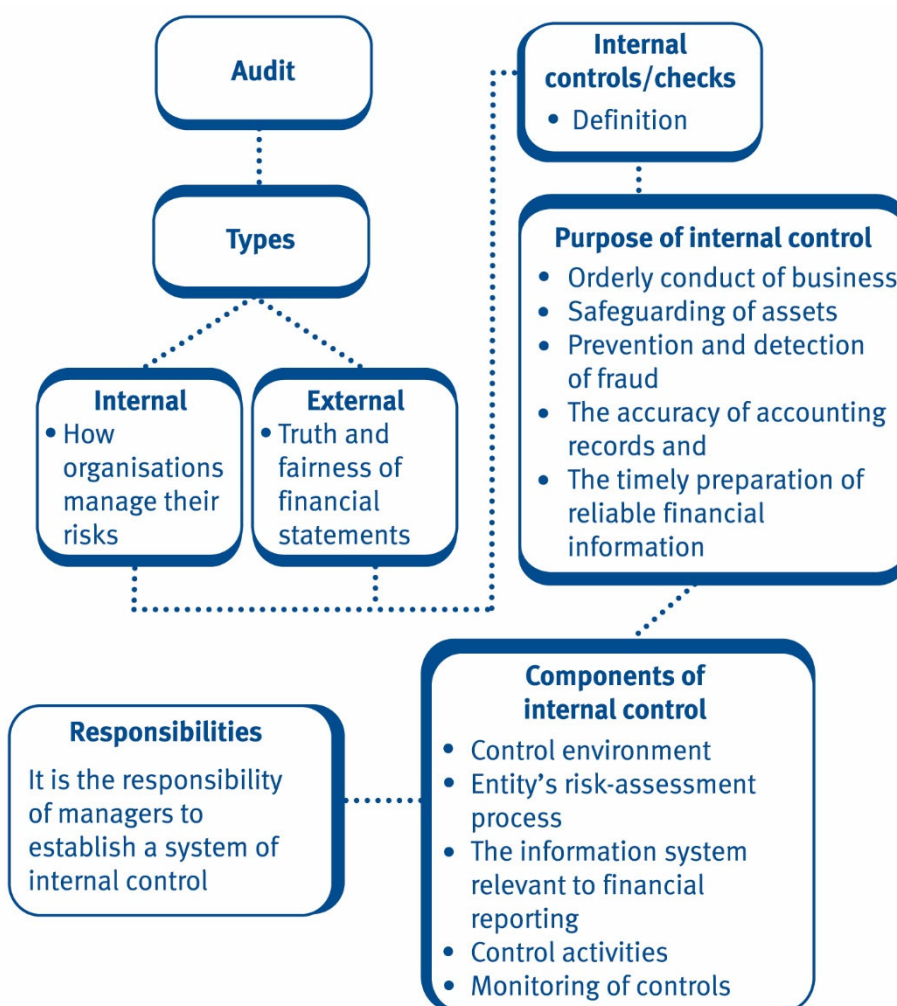 Audit
Types
Internal
• How
organisations
manage their
risks
External
• Truth and
fairness of
financial
statements
Internal
controls/checks
• Definition
Purpose of internal control
• Orderly conduct of business
• Safeguarding of assets
• Prevention and detection
of fraud
• The accuracy of accounting
records and
• The timely preparation of
reliable financial
information
Components of
internal control
• Control environment
• Entity’s risk-assessment
process
• The information system
relevant to financial
reporting
• Control activities
• Monitoring of controls
Responsibilities
It is the responsibility
of managers to
establish a system of
internal control